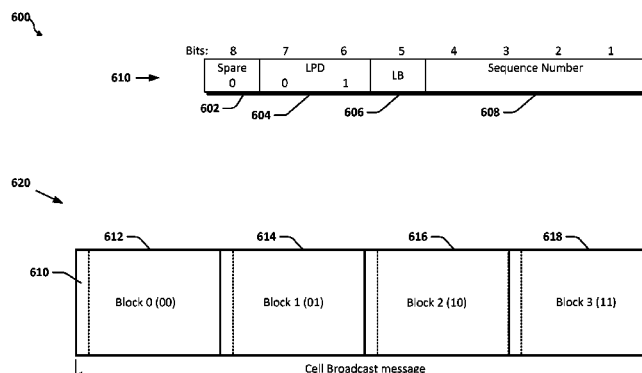 600
Bits: 8 7 6 5 4 3 2 1
610 Spare LPD LB Sequence Number
0 0 1
602 604 606 608
620
612 614 616 618
610
Block 0 (00) Block 1 (01) Block 2 (10) Block 3 (11)
Cell Broadcast message